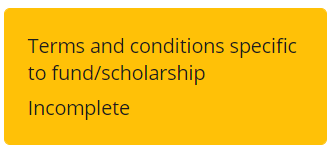 Terms and conditions specific
to fund/scholarship
Incomplete